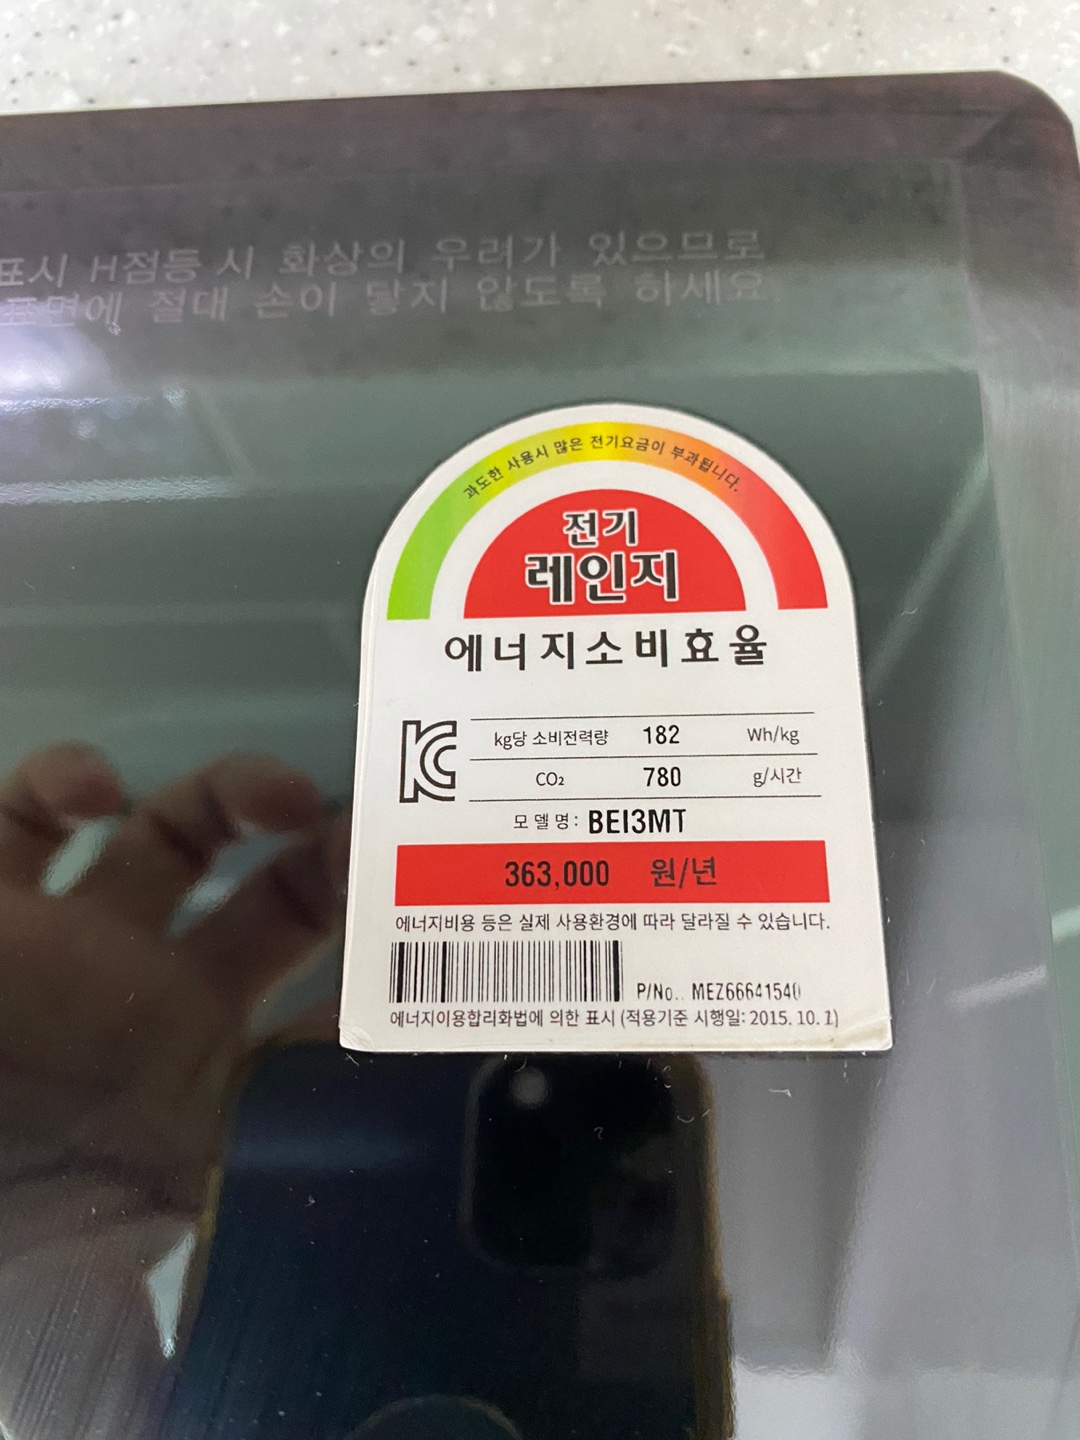 표시 H점등 시 화상의 우려가 있으므로
표면에 절대 손이 닿지 않도록 하세요.
과도한 사용시 많은 전기요금이 부과됩니다.
전기
레인지
에너지소비효율
KC
kg당 소비전력량 182 Wh/kg
CO₂ 780 g/시간
모델명: BEI3MT
363,000 원/년
에너지비용 등은 실제 사용환경에 따라 달라질 수 있습니다.
P/No.. MEZ66641540
에너지이용합리화법에 의한 표시 (적용기준 시행일: 2015. 10. 1)